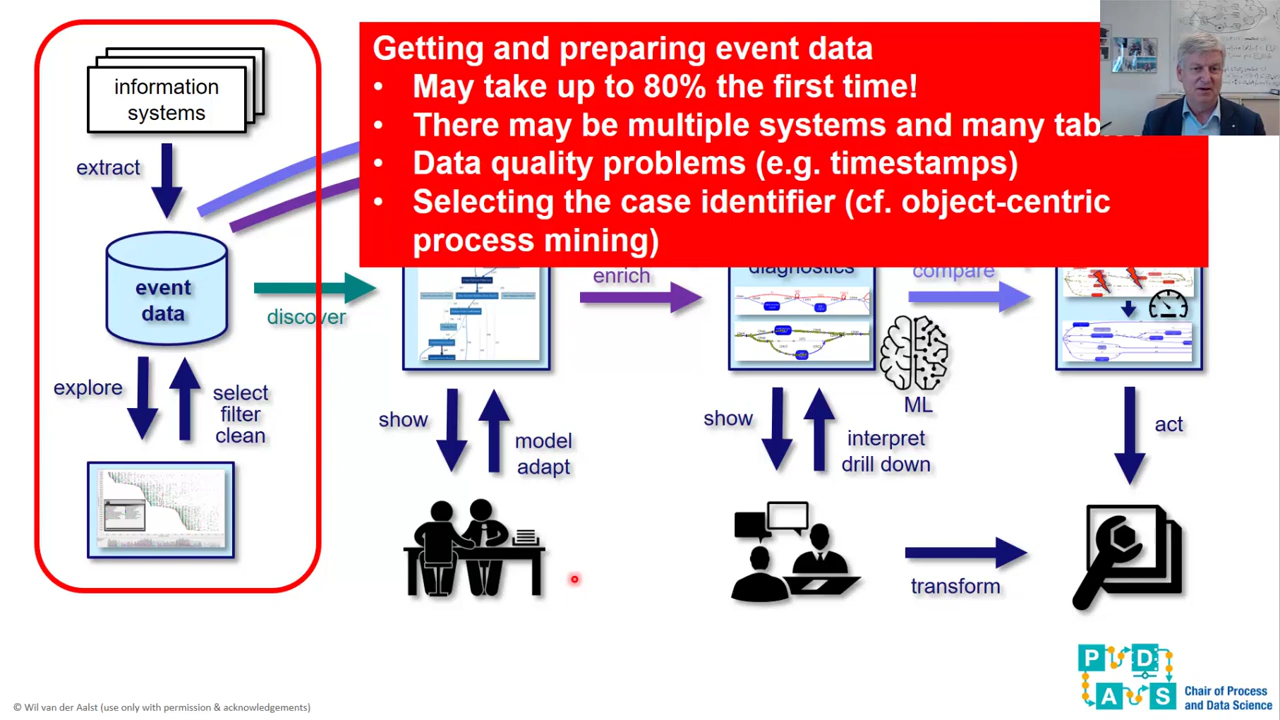 information
systems
extract
event
data
explore
select
filter
clean
discover
Getting and preparing event data
• May take up to 80% the first time!
• There may be multiple systems and many
• Data quality problems (e.g. timestamps)
• Selecting the case identifier (cf. object-centric
process mining)
show
model
adapt
enrich
diagnostics
ML
show
interpret
drill down
compare
act
transform
P D
A S
Chair of Process
and Data Science
© Wil van der Aalst (use only with permission & acknowledgements)